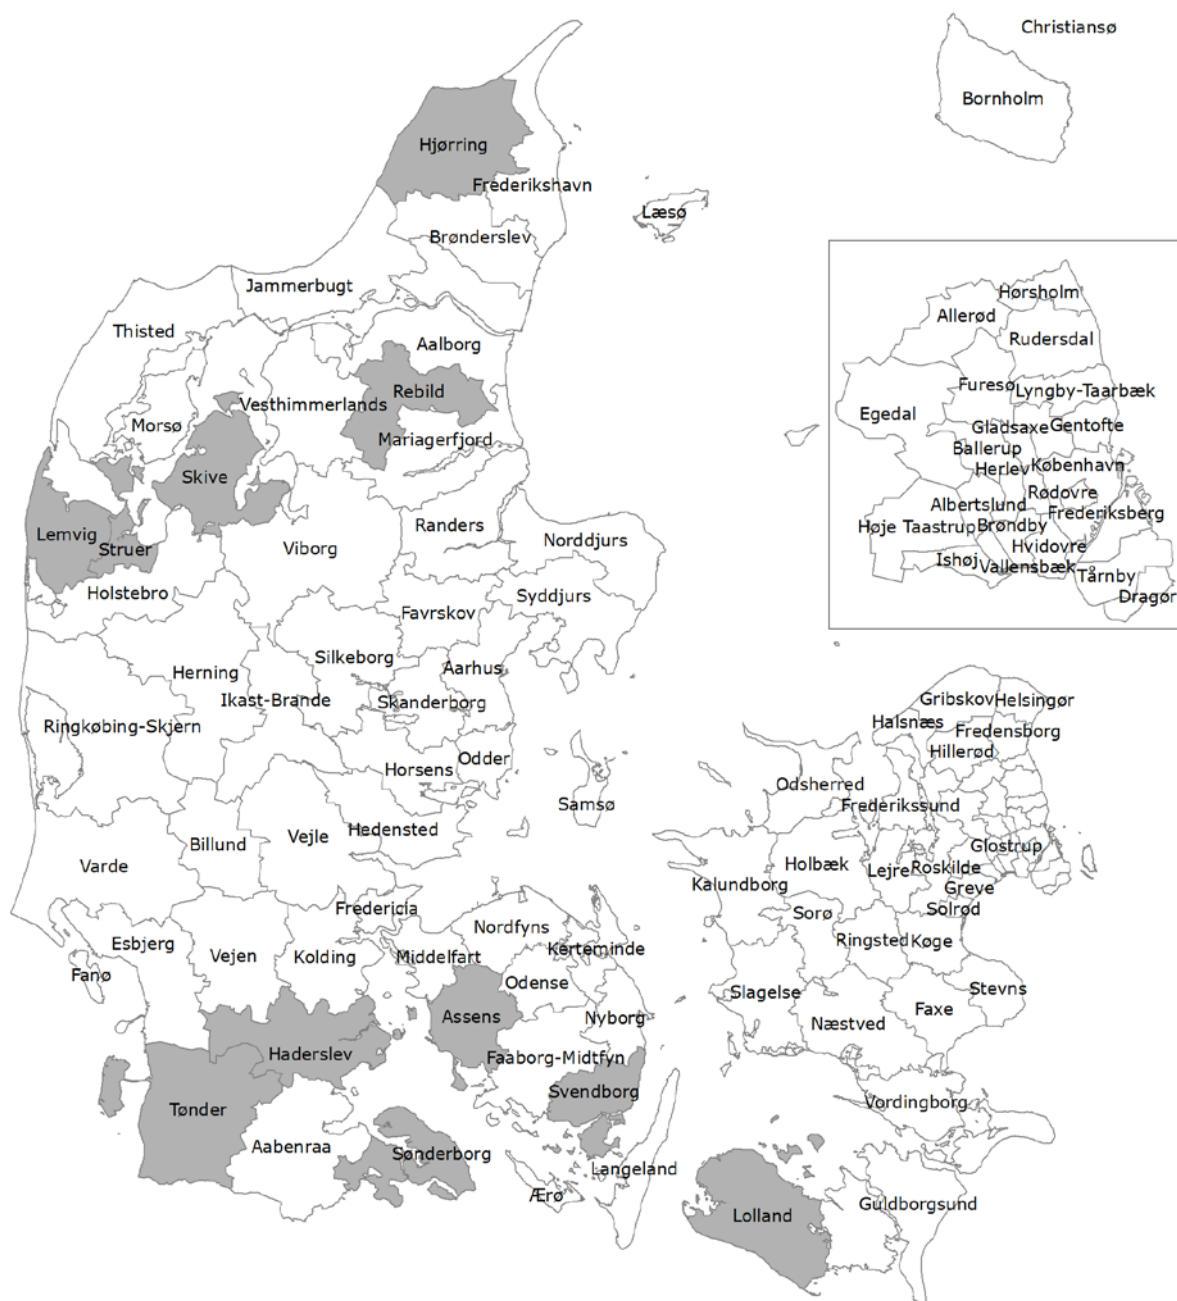 Christiansø
Bornholm
Hjørring
Frederikshavn
Læsø
Brønderslev
Jammerbugt
Thisted
Aalborg
Rebild
Vesthimmerlands
Morsø
Mariagerfjord
Skive
Lemvig
Struer
Randers
Norddjurs
Viborg
Holstebro
Syddjurs
Favrskov
Silkeborg
Aarhus
Herning
Ikast-Brande
Skanderborg
Ringkøbing-Skjern
Horsens
Odder
Samsø
Hedensted
Vejle
Billund
Varde
Fredericia
Nordfyns
Esbjerg
Vejen
Kolding
Middelfart
Kerteminde
Fanø
Odense
Assens
Nyborg
Haderslev
Faaborg-Midtfyn
Svendborg
Tønder
Aabenraa
Sønderborg
Langeland
Ærø
Hørsholm
Allerød
Rudersdal
Furesø
Lyngby-Taarbæk
Egedal
Gladsaxe
Gentofte
Ballerup
Herlev
København
Rødovre
Albertslund
Frederiksberg
Høje Taastrup
Brøndby
Hvidovre
Ishøj
Vallensbæk
Tårnby
Dragør
Gribskov
Helsingør
Halsnæs
Fredensborg
Hillerød
Odsherred
Frederikssund
Glostrup
Holbæk
Lejre
Roskilde
Greve
Kalundborg
Solrød
Sorø
Ringsted
Køge
Slagelse
Stevns
Faxe
Næstved
Vordingborg
Guldborgsund
Lolland